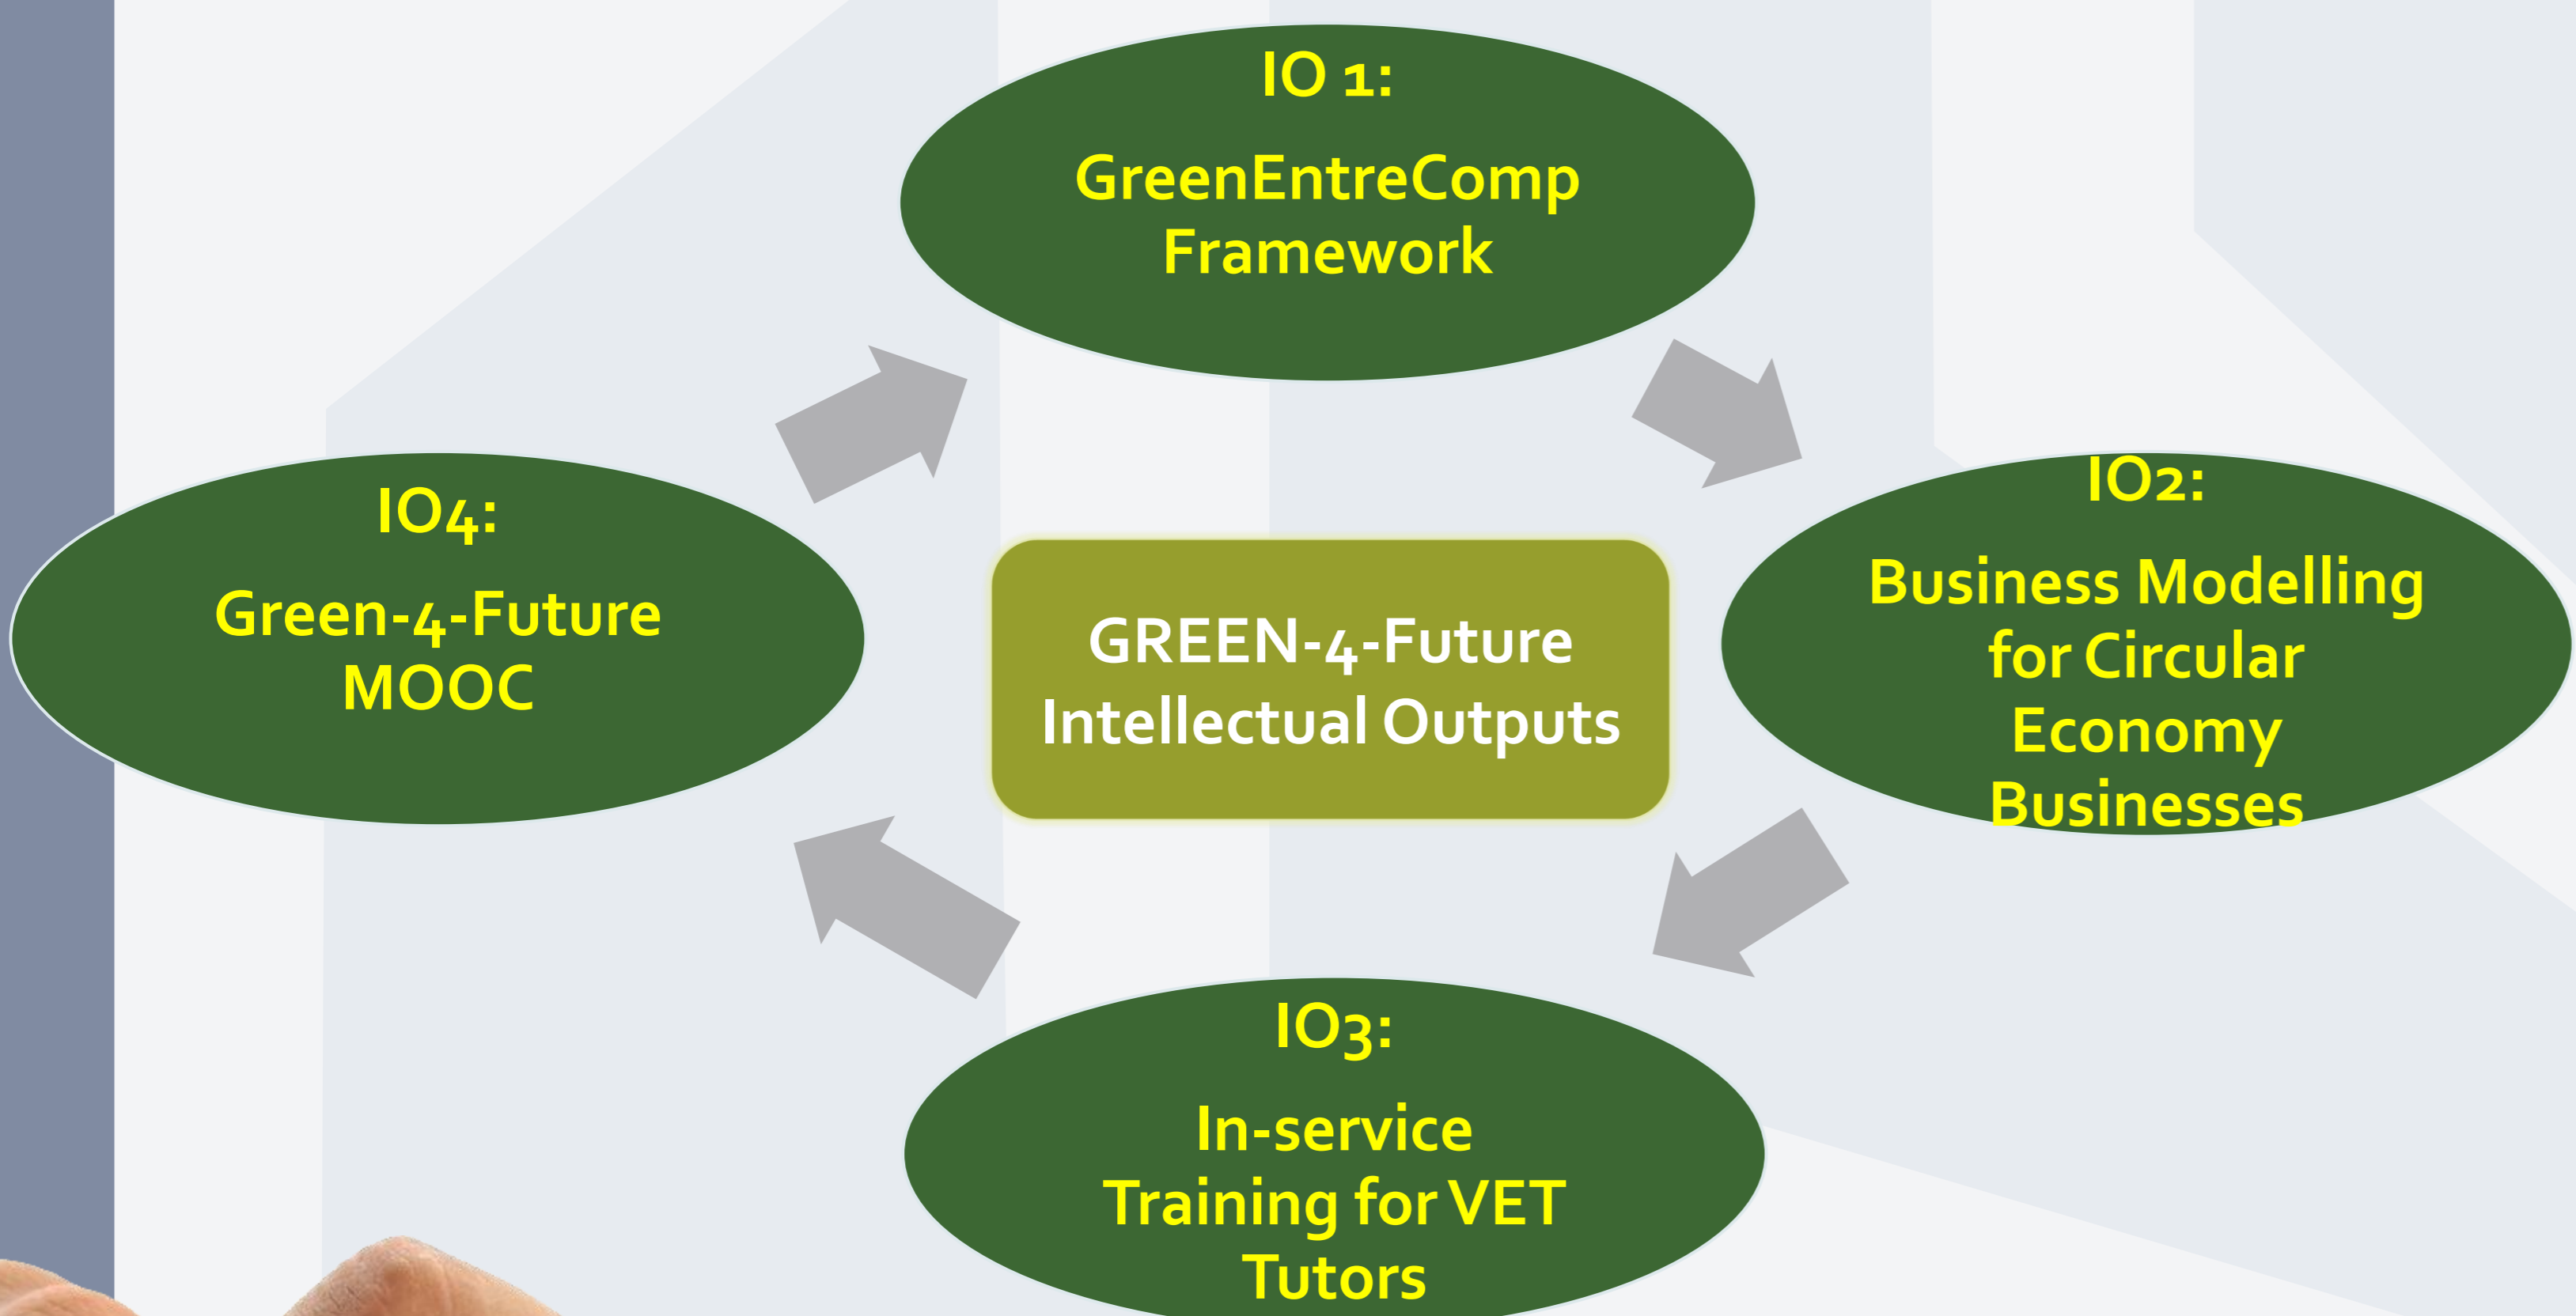 IO 1:
GreenEntreComp
Framework
IO2:
Business Modelling
for Circular
Economy
Businesses
IO3:
In-service
Training for VET
Tutors
IO4:
Green-4-Future
MOOC
GREEN-4-Future
Intellectual Outputs